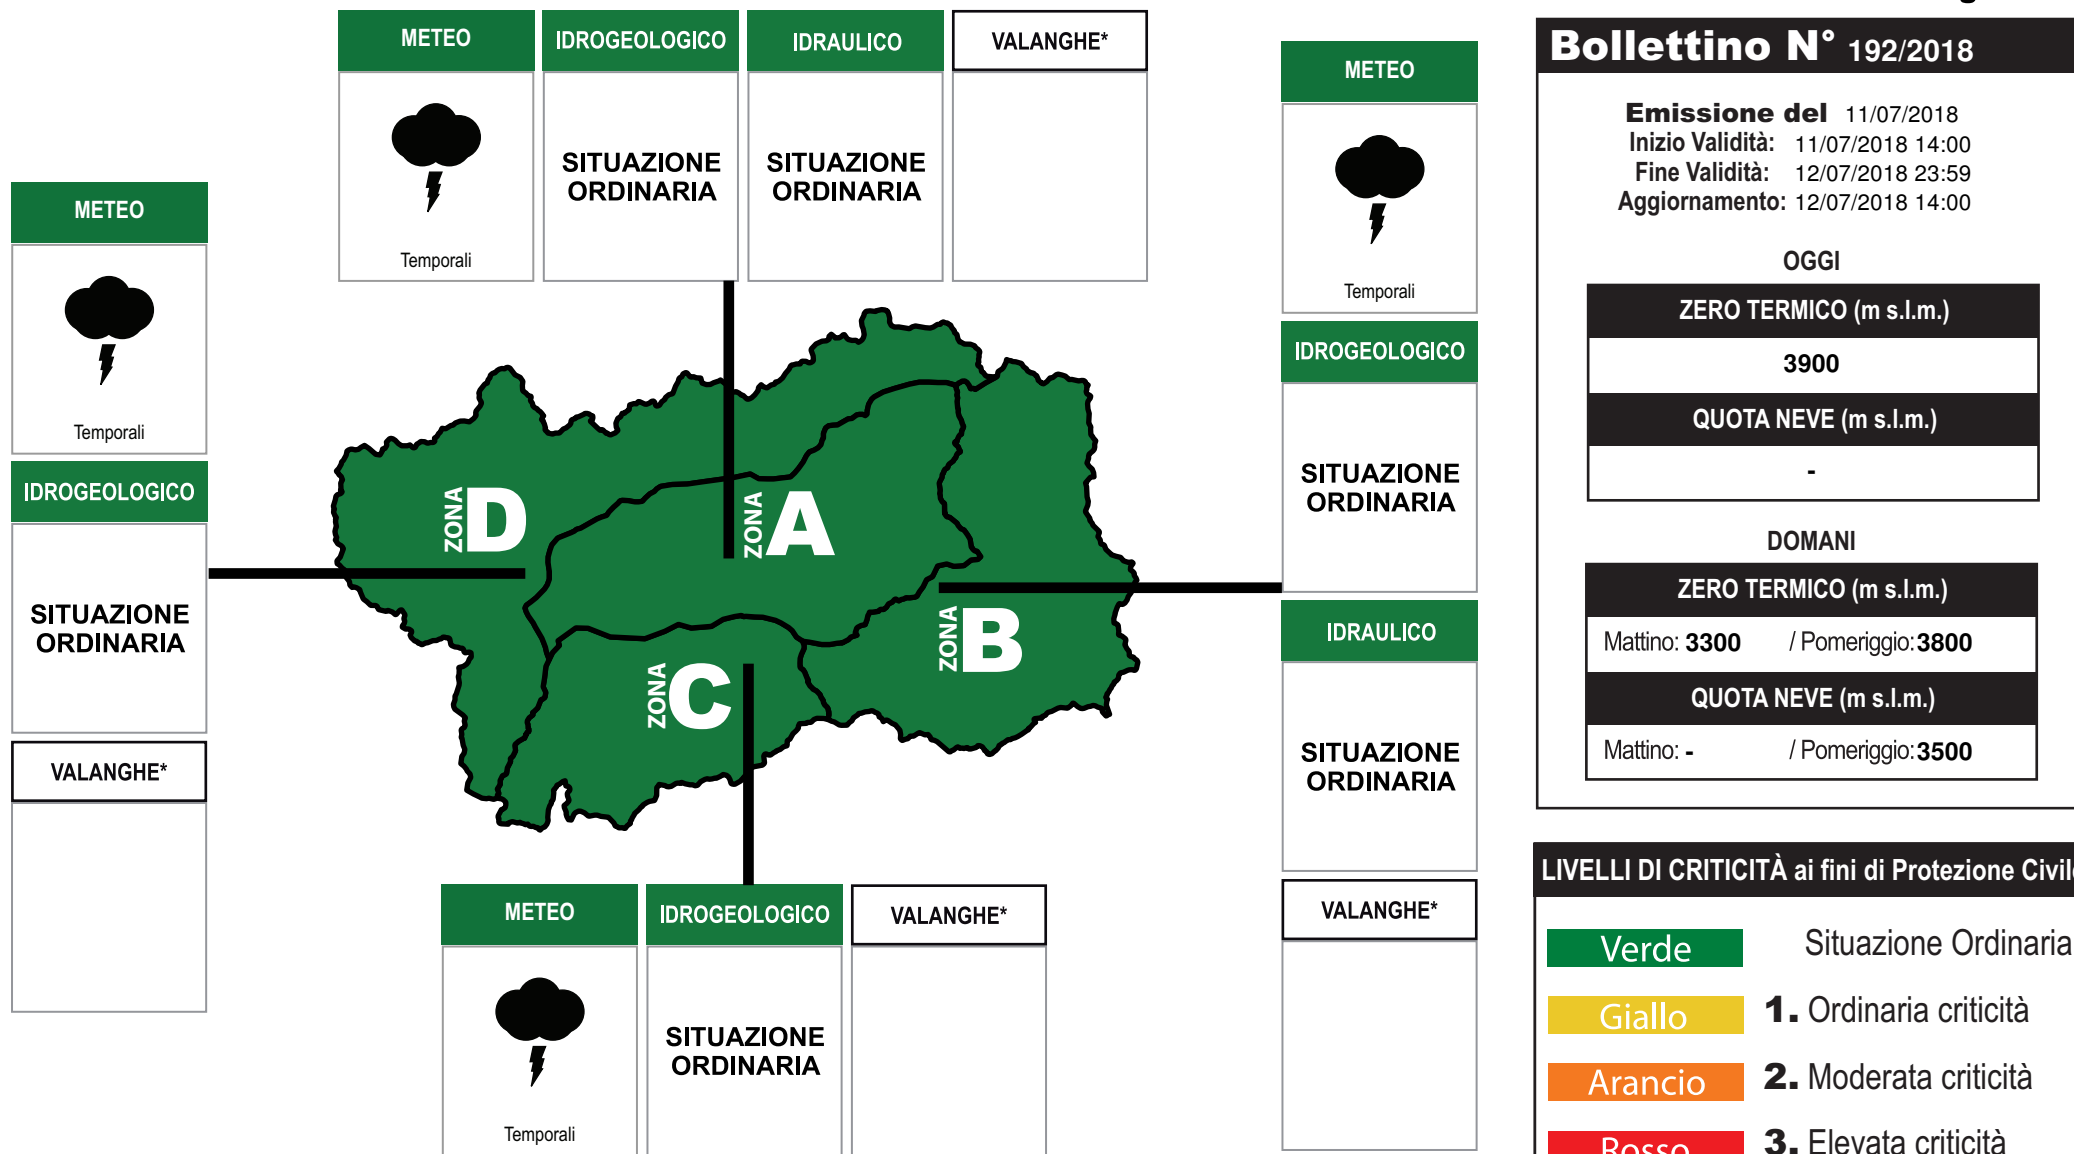 METEO
IDROGEOLOGICO
IDRAULICO
VALANGHE*
Temporali
SITUAZIONE
ORDINARIA
SITUAZIONE
ORDINARIA
METEO
Temporali
IDROGEOLOGICO
SITUAZIONE
ORDINARIA
VALANGHE*
METEO
Temporali
IDROGEOLOGICO
SITUAZIONE
ORDINARIA
IDRAULICO
SITUAZIONE
ORDINARIA
VALANGHE*
ZONA D
ZONA A
ZONA B
ZONA C
METEO
IDROGEOLOGICO
VALANGHE*
Temporali
SITUAZIONE
ORDINARIA
Bollettino N° 192/2018
Emissione del 11/07/2018
Inizio Validità: 11/07/2018 14:00
Fine Validità: 12/07/2018 23:59
Aggiornamento: 12/07/2018 14:00
OGGI
ZERO TERMICO (m s.l.m.)
3900
QUOTA NEVE (m s.l.m.)
-
DOMANI
ZERO TERMICO (m s.l.m.)
Mattino: 3300 / Pomeriggio: 3800
QUOTA NEVE (m s.l.m.)
Mattino: - / Pomeriggio: 3500
LIVELLI DI CRITICITÀ ai fini di Protezione Civile
Verde Situazione Ordinaria
Giallo 1. Ordinaria criticità
Arancio 2. Moderata criticità
Rosso 3. Elevata criticità